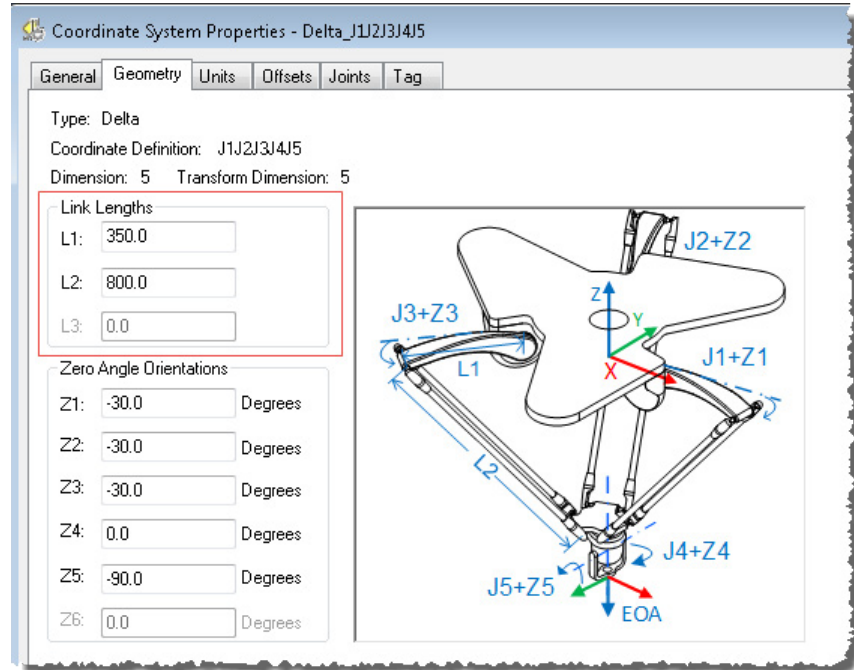 Coordinate System Properties - Delta_J1J2J3J4J5
General Geometry Units Offsets Joints Tag
Type: Delta
Coordinate Definition: J1J2J3J4J5
Dimension: 5 Transform Dimension: 5
Link Lengths
L1: 350.0
L2: 800.0
L3: 0.0
Zero Angle Orientations
Z1: -30.0 Degrees
Z2: -30.0 Degrees
Z3: -30.0 Degrees
Z4: 0.0 Degrees
Z5: -90.0 Degrees
Z6: 0.0 Degrees
J2+Z2
Z
J3+Z3
Y
J1+Z1
L1
X
L2
J4+Z4
J5+Z5
EOA